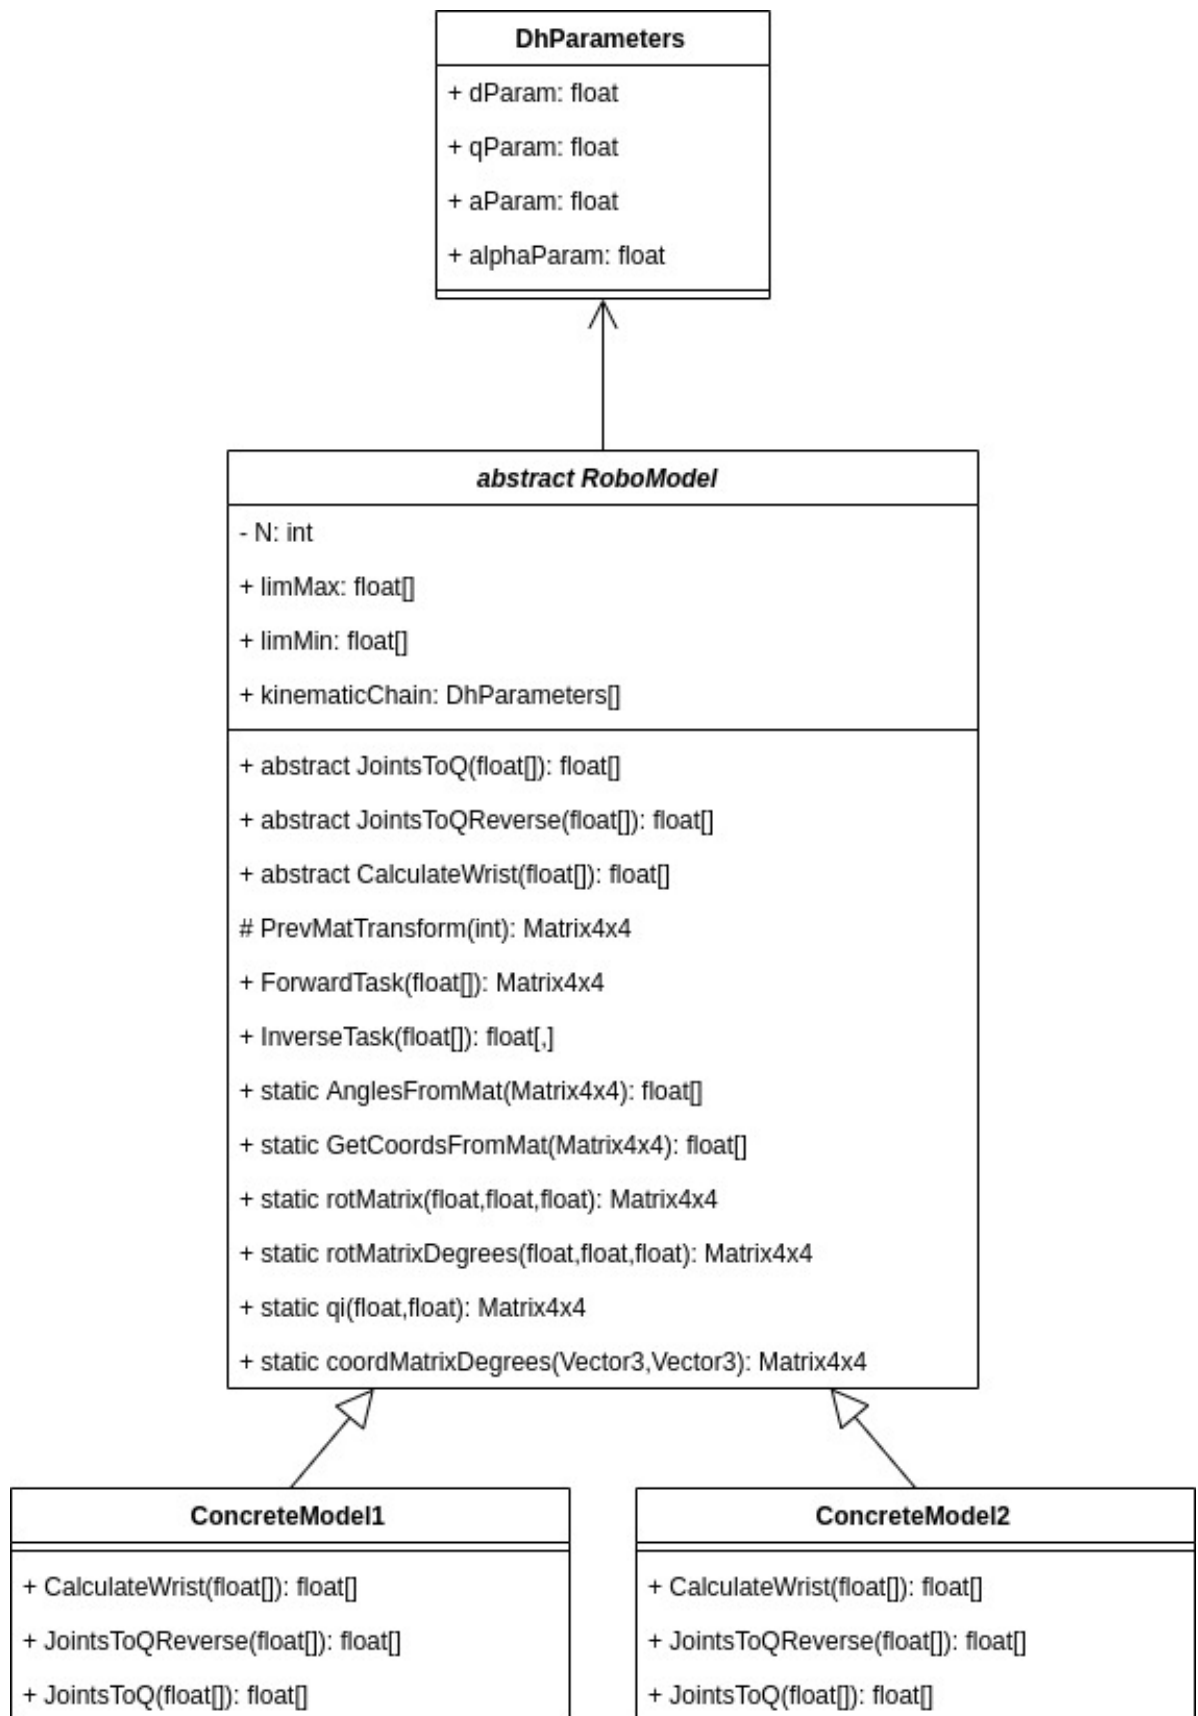 DhParameters
+ dParam: float
+ qParam: float
+ aParam: float
+ alphaParam: float
abstract RoboModel
- N: int
+ limMax: float[]
+ limMin: float[]
+ kinematicChain: DhParameters[]
+ abstract JointsToQ(float[]): float[]
+ abstract JointsToQReverse(float[]): float[]
+ abstract CalculateWrist(float[]): float[]
# PrevMatTransform(int): Matrix4x4
+ ForwardTask(float[]): Matrix4x4
+ InverseTask(float[]): float[,]
+ static AnglesFromMat(Matrix4x4): float[]
+ static GetCoordsFromMat(Matrix4x4): float[]
+ static rotMatrix(float,float,float): Matrix4x4
+ static rotMatrixDegrees(float,float,float): Matrix4x4
+ static qi(float,float): Matrix4x4
+ static coordMatrixDegrees(Vector3,Vector3): Matrix4x4
ConcreteModel1
+ CalculateWrist(float[]): float[]
+ JointsToQReverse(float[]): float[]
+ JointsToQ(float[]): float[]
ConcreteModel2
+ CalculateWrist(float[]): float[]
+ JointsToQReverse(float[]): float[]
+ JointsToQ(float[]): float[]